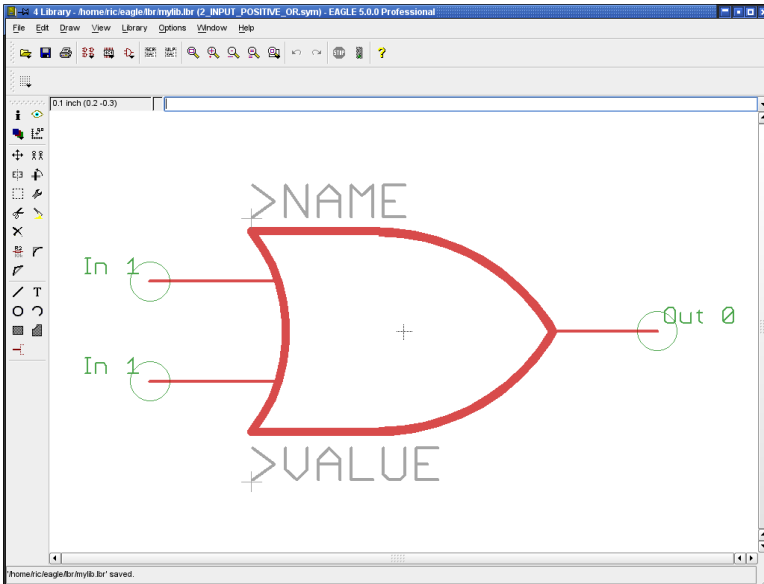 4 Library - /home/ric/eagle/lbr/mylib.lbr (2_INPUT_POSITIVE_OR.sym) - EAGLE 5.0.0 Professional
File Edit Draw View Library Options Window Help
0.1 inch (0.2 -0.3)
>NAME
In 1
Out 0
In 1
>VALUE
'/home/ric/eagle/lbr/mylib.lbr' saved.